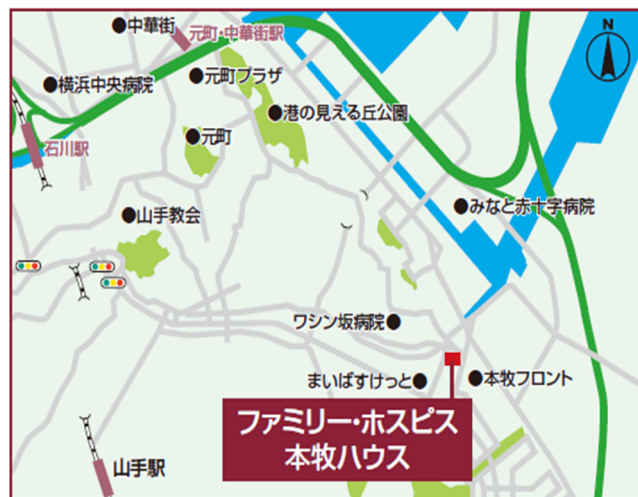 N
●中華街
元町・中華街駅
●横浜中央病院
●元町プラザ
●港の見える丘公園
石川駅
●元町
●みなと赤十字病院
●山手教会
ワシン坂病院●
まいばすけっと●
●本牧フロント
ファミリー・ホスピス
本牧ハウス
山手駅